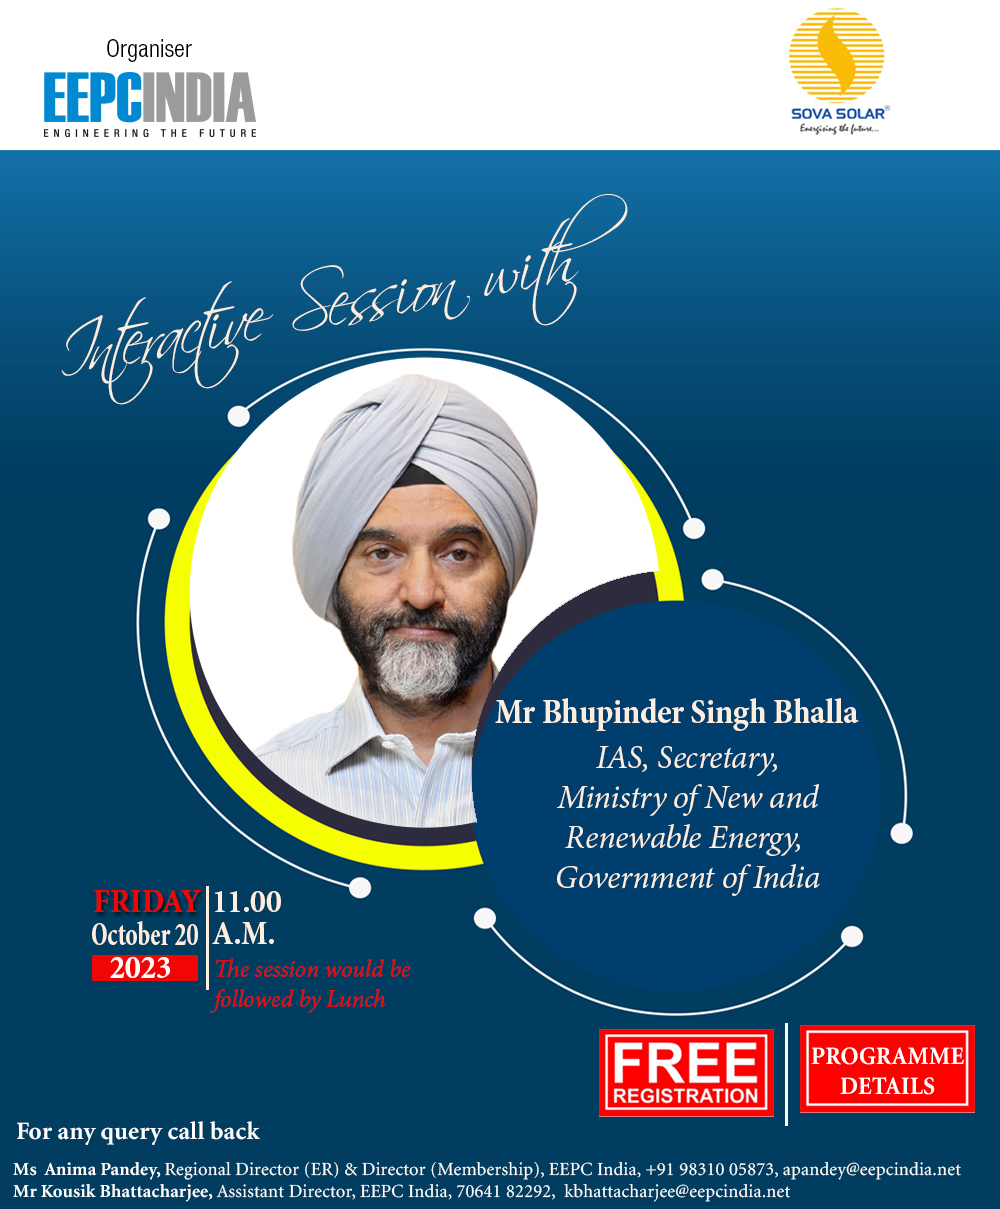 Organiser
EEPCINDIA
ENGINEERING THE FUTURE
SOVA SOLAR®
Energising the future...
Interactive Session with
Mr Bhupinder Singh Bhalla
IAS, Secretary,
Ministry of New and
Renewable Energy,
Government of India
FRIDAY
October 20
2023
11.00
A.M.
The session would be
followed by Lunch
FREE
REGISTRATION
PROGRAMME
DETAILS
For any query call back
Ms Anima Pandey, Regional Director (ER) & Director (Membership), EEPC India, +91 98310 05873, apandey@eepcindia.net
Mr Kousik Bhattacharjee, Assistant Director, EEPC India, 70641 82292, kbhattacharjee@eepcindia.net